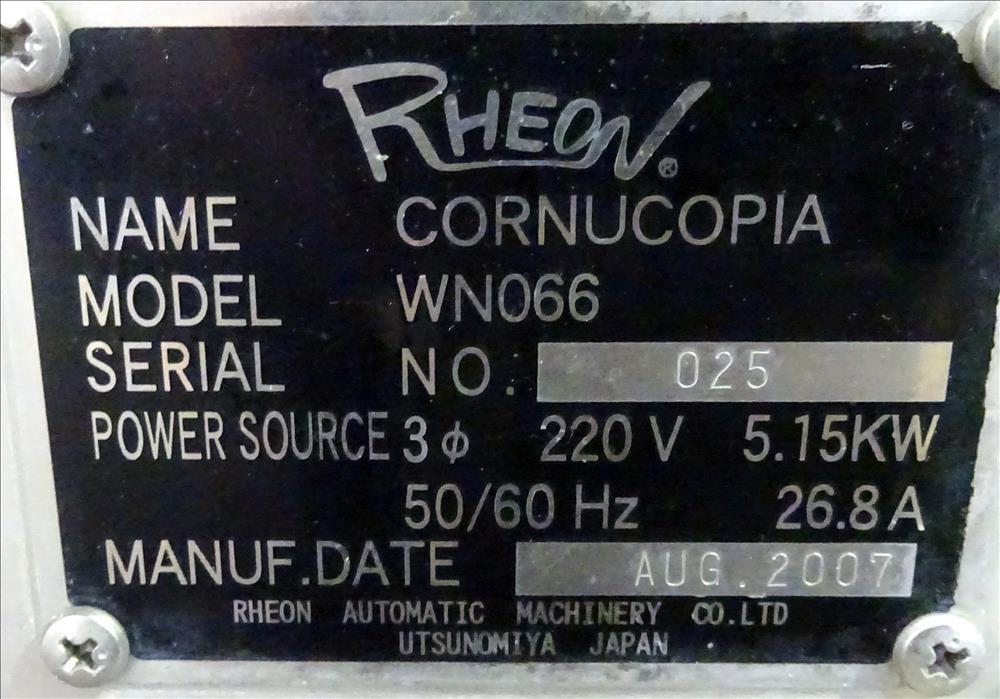 RHEON®
NAME CORNUCOPIA
MODEL WN066
SERIAL NO. 025
POWER SOURCE 3 ϕ 220 V 5.15KW
50/60 Hz 26.8 A
MANUF.DATE AUG.2007
RHEON AUTOMATIC MACHINERY CO.LTD
UTSUNOMIYA JAPAN